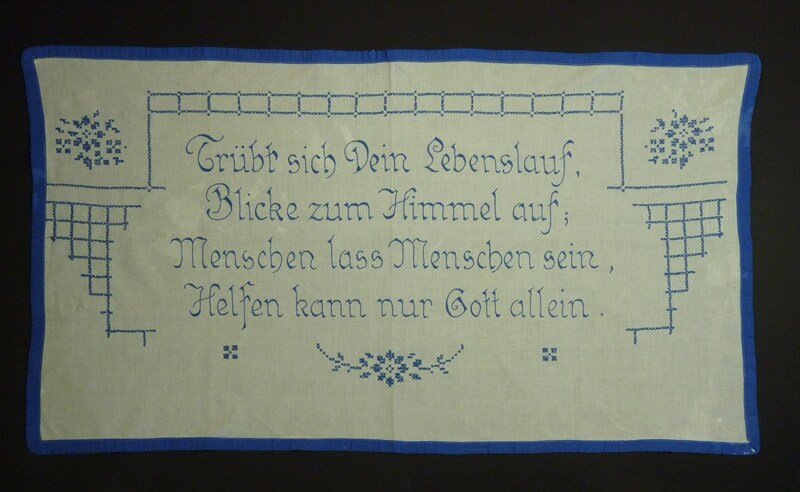 Trübt sich Dein Lebenslauf,
Blicke zum Himmel auf;
Menschen lass Menschen sein,
Helfen kann nur Gott allein.